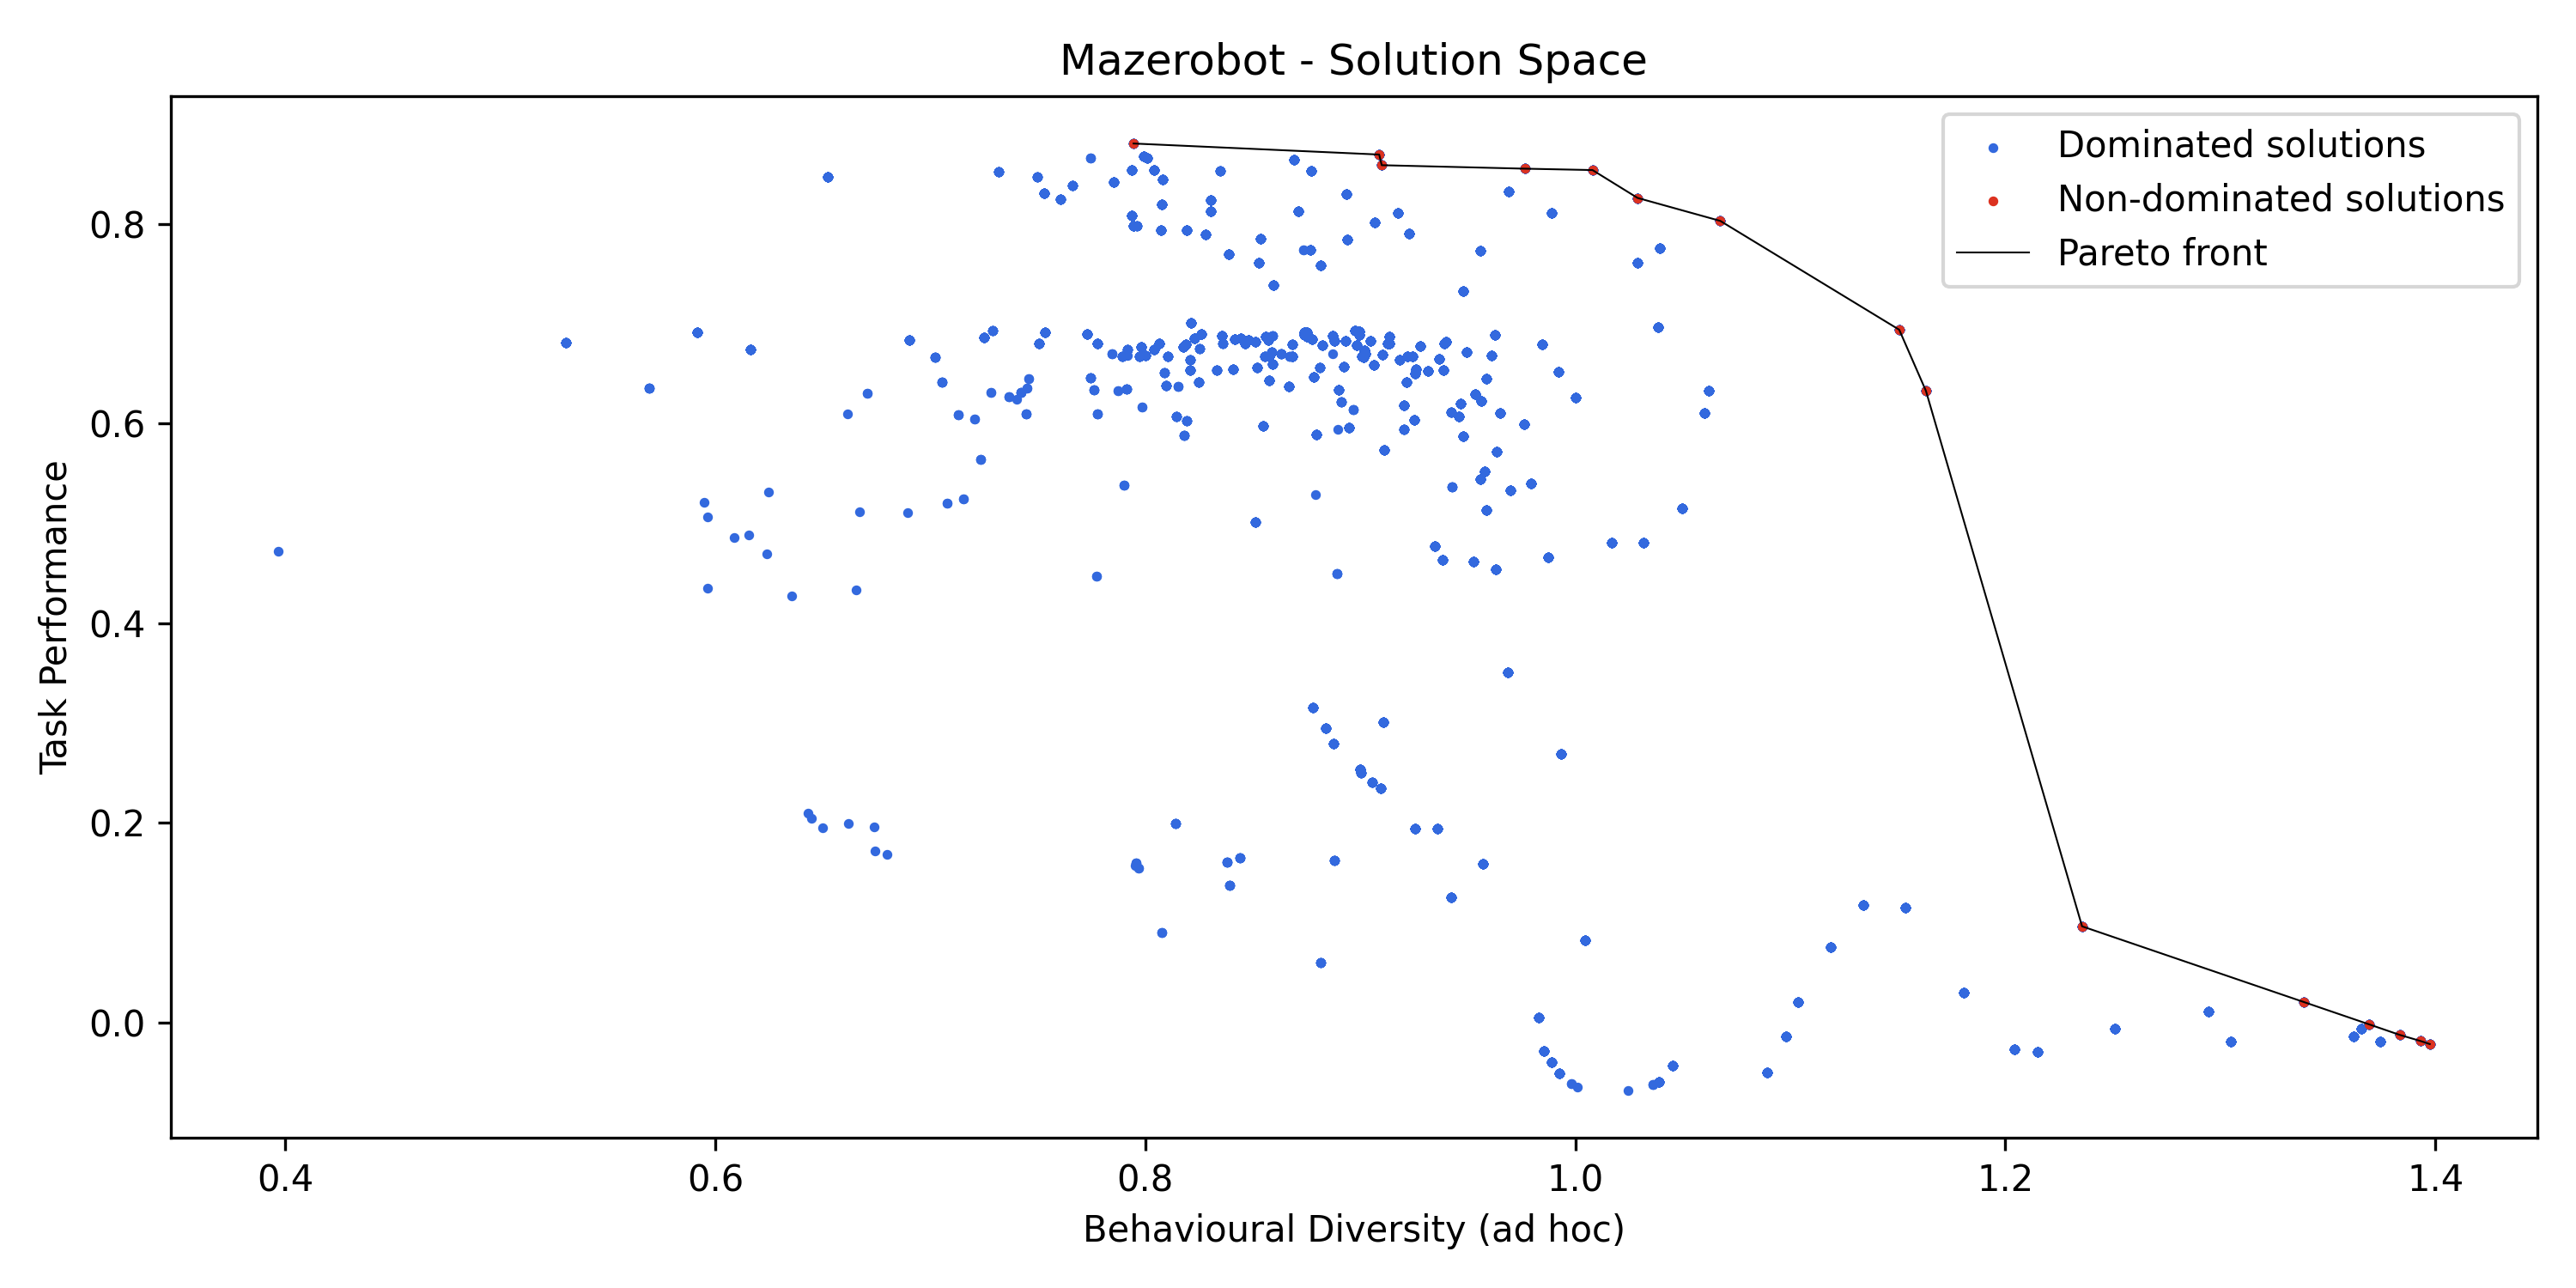 Mazerobot - Solution Space
Dominated solutions
Non-dominated solutions
Pareto front
Task Performance
0.8
0.6
0.4
0.2
0.0
0.4 0.6 0.8 1.0 1.2 1.4
Behavioural Diversity (ad hoc)